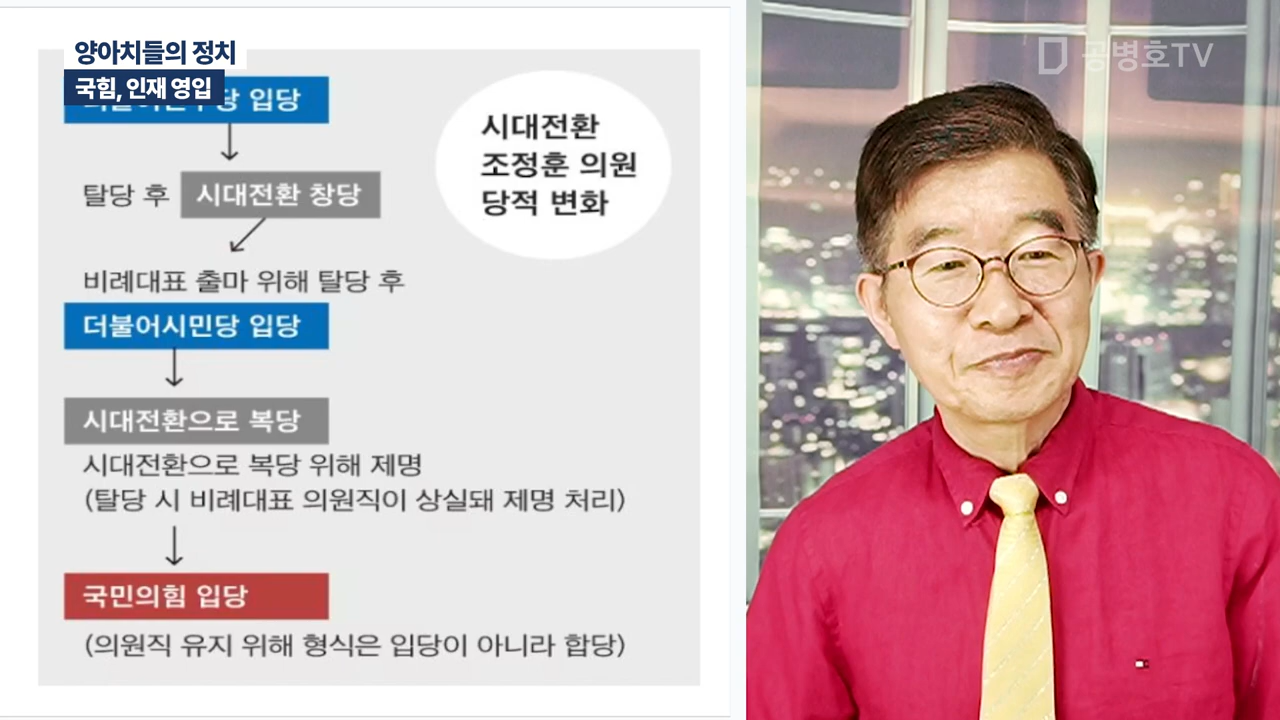 양아치들의 정치
국힘, 인재 영입
입당
탈당 후 시대전환 창당
비례대표 출마 위해 탈당 후
더불어시민당 입당
시대전환으로 복당
시대전환으로 복당 위해 제명
(탈당 시 비례대표 의원직이 상실돼 제명 처리)
국민의힘 입당
(의원직 유지 위해 형식은 입당이 아니라 합당)
시대전환
조정훈 의원
당적 변화
공병호TV